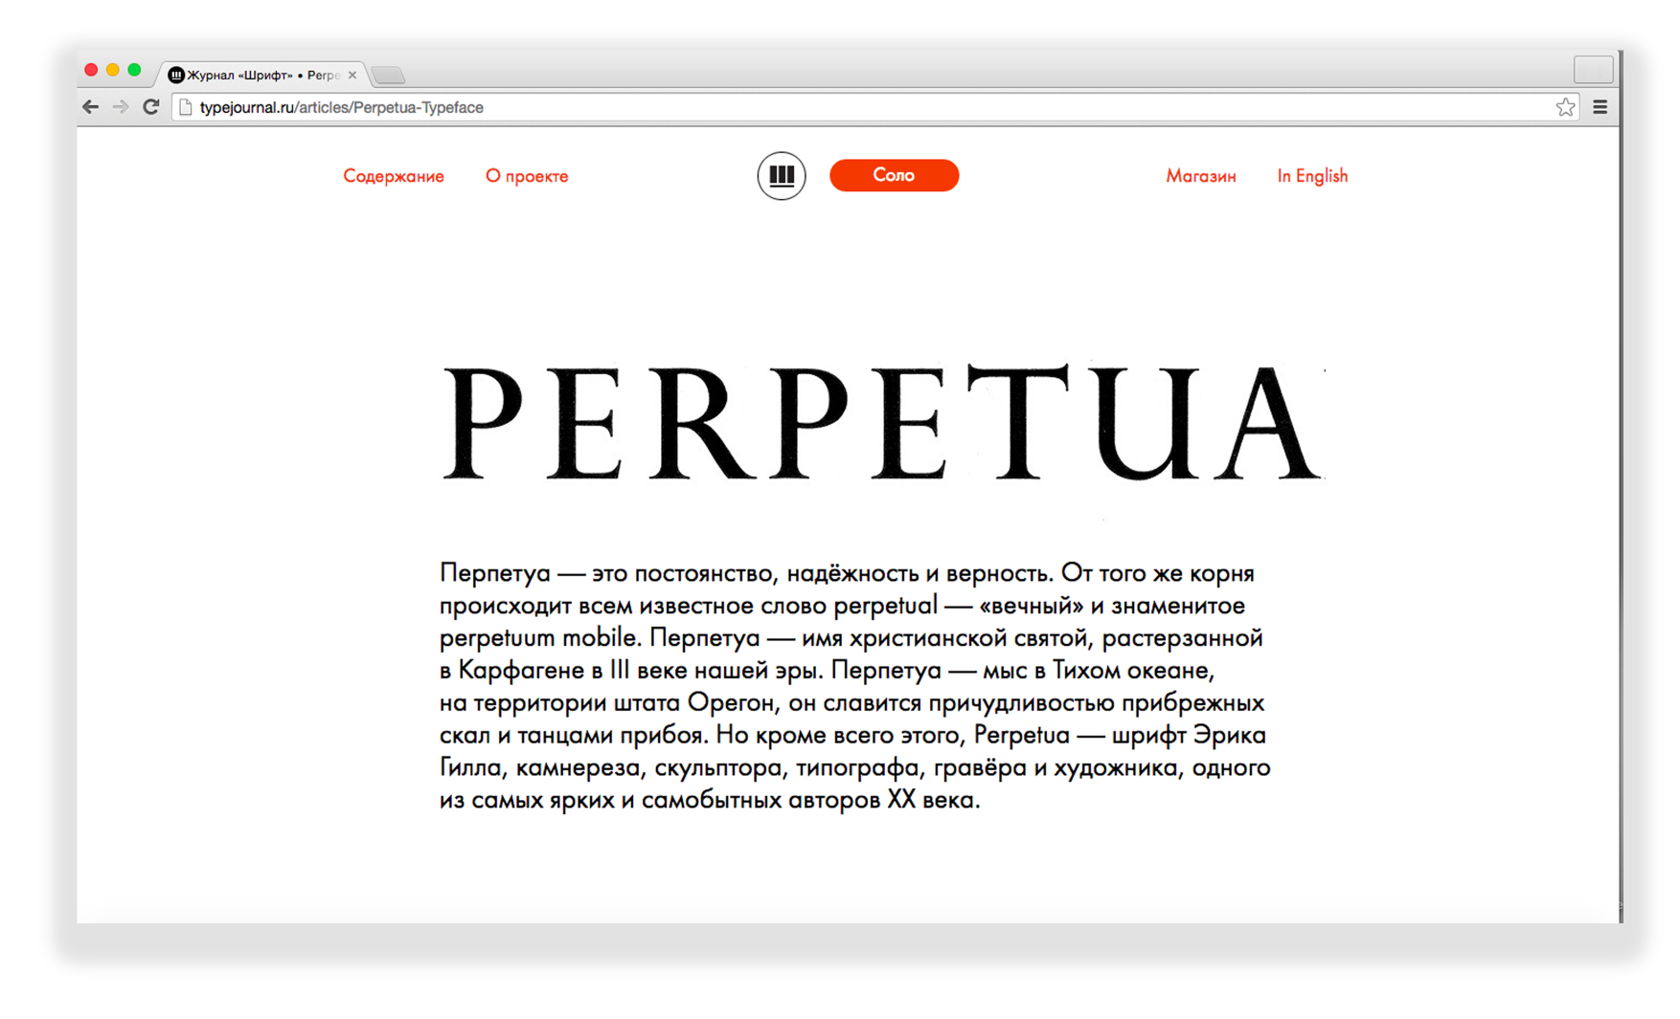 Журнал «Шрифт» • Perpe
typejournal.ru/articles/Perpetua-Typeface
Содержание О проекте Соло Магазин In English
PERPETUA
Перпетуа — это постоянство, надёжность и верность. От того же корня
происходит всем известное слово perpetual — «вечный» и знаменитое
perpetuum mobile. Перпетуа — имя христианской святой, растерзанной
в Карфагене в III веке нашей эры. Перпетуа — мыс в Тихом океане,
на территории штата Орегон, он славится причудливостью прибрежных
скал и танцами прибоя. Но кроме всего этого, Perpetua — шрифт Эрика
Гилла, камнереза, скульптора, типографа, гравёра и художника, одного
из самых ярких и самобытных авторов XX века.